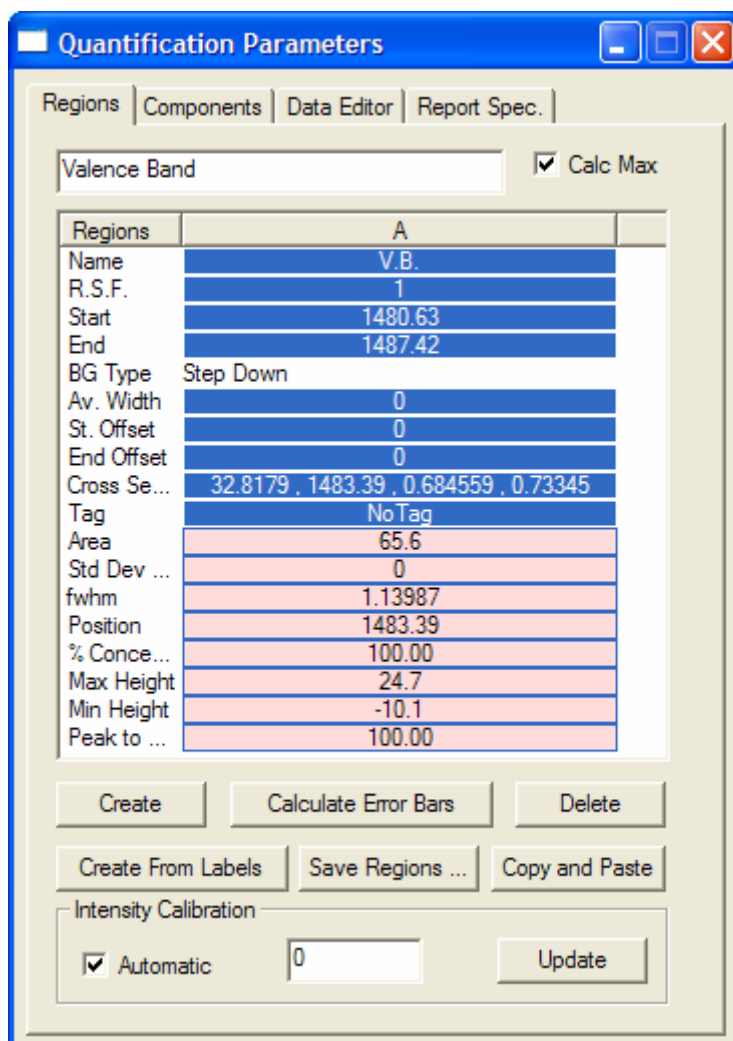 Quantification Parameters
Regions Components Data Editor Report Spec.
Valence Band Calc Max
Regions A
Name V.B.
R.S.F. 1
Start 1480.63
End 1487.42
BG Type Step Down
Av. Width 0
St. Offset 0
End Offset 0
Cross Se... 32.8179 , 1483.39 , 0.684559 , 0.73345
Tag NoTag
Area 65.6
Std Dev ... 0
fwhm 1.13987
Position 1483.39
% Conce... 100.00
Max Height 24.7
Min Height -10.1
Peak to ... 100.00
Create Calculate Error Bars Delete
Create From Labels Save Regions ... Copy and Paste
Intensity Calibration
Automatic 0 Update